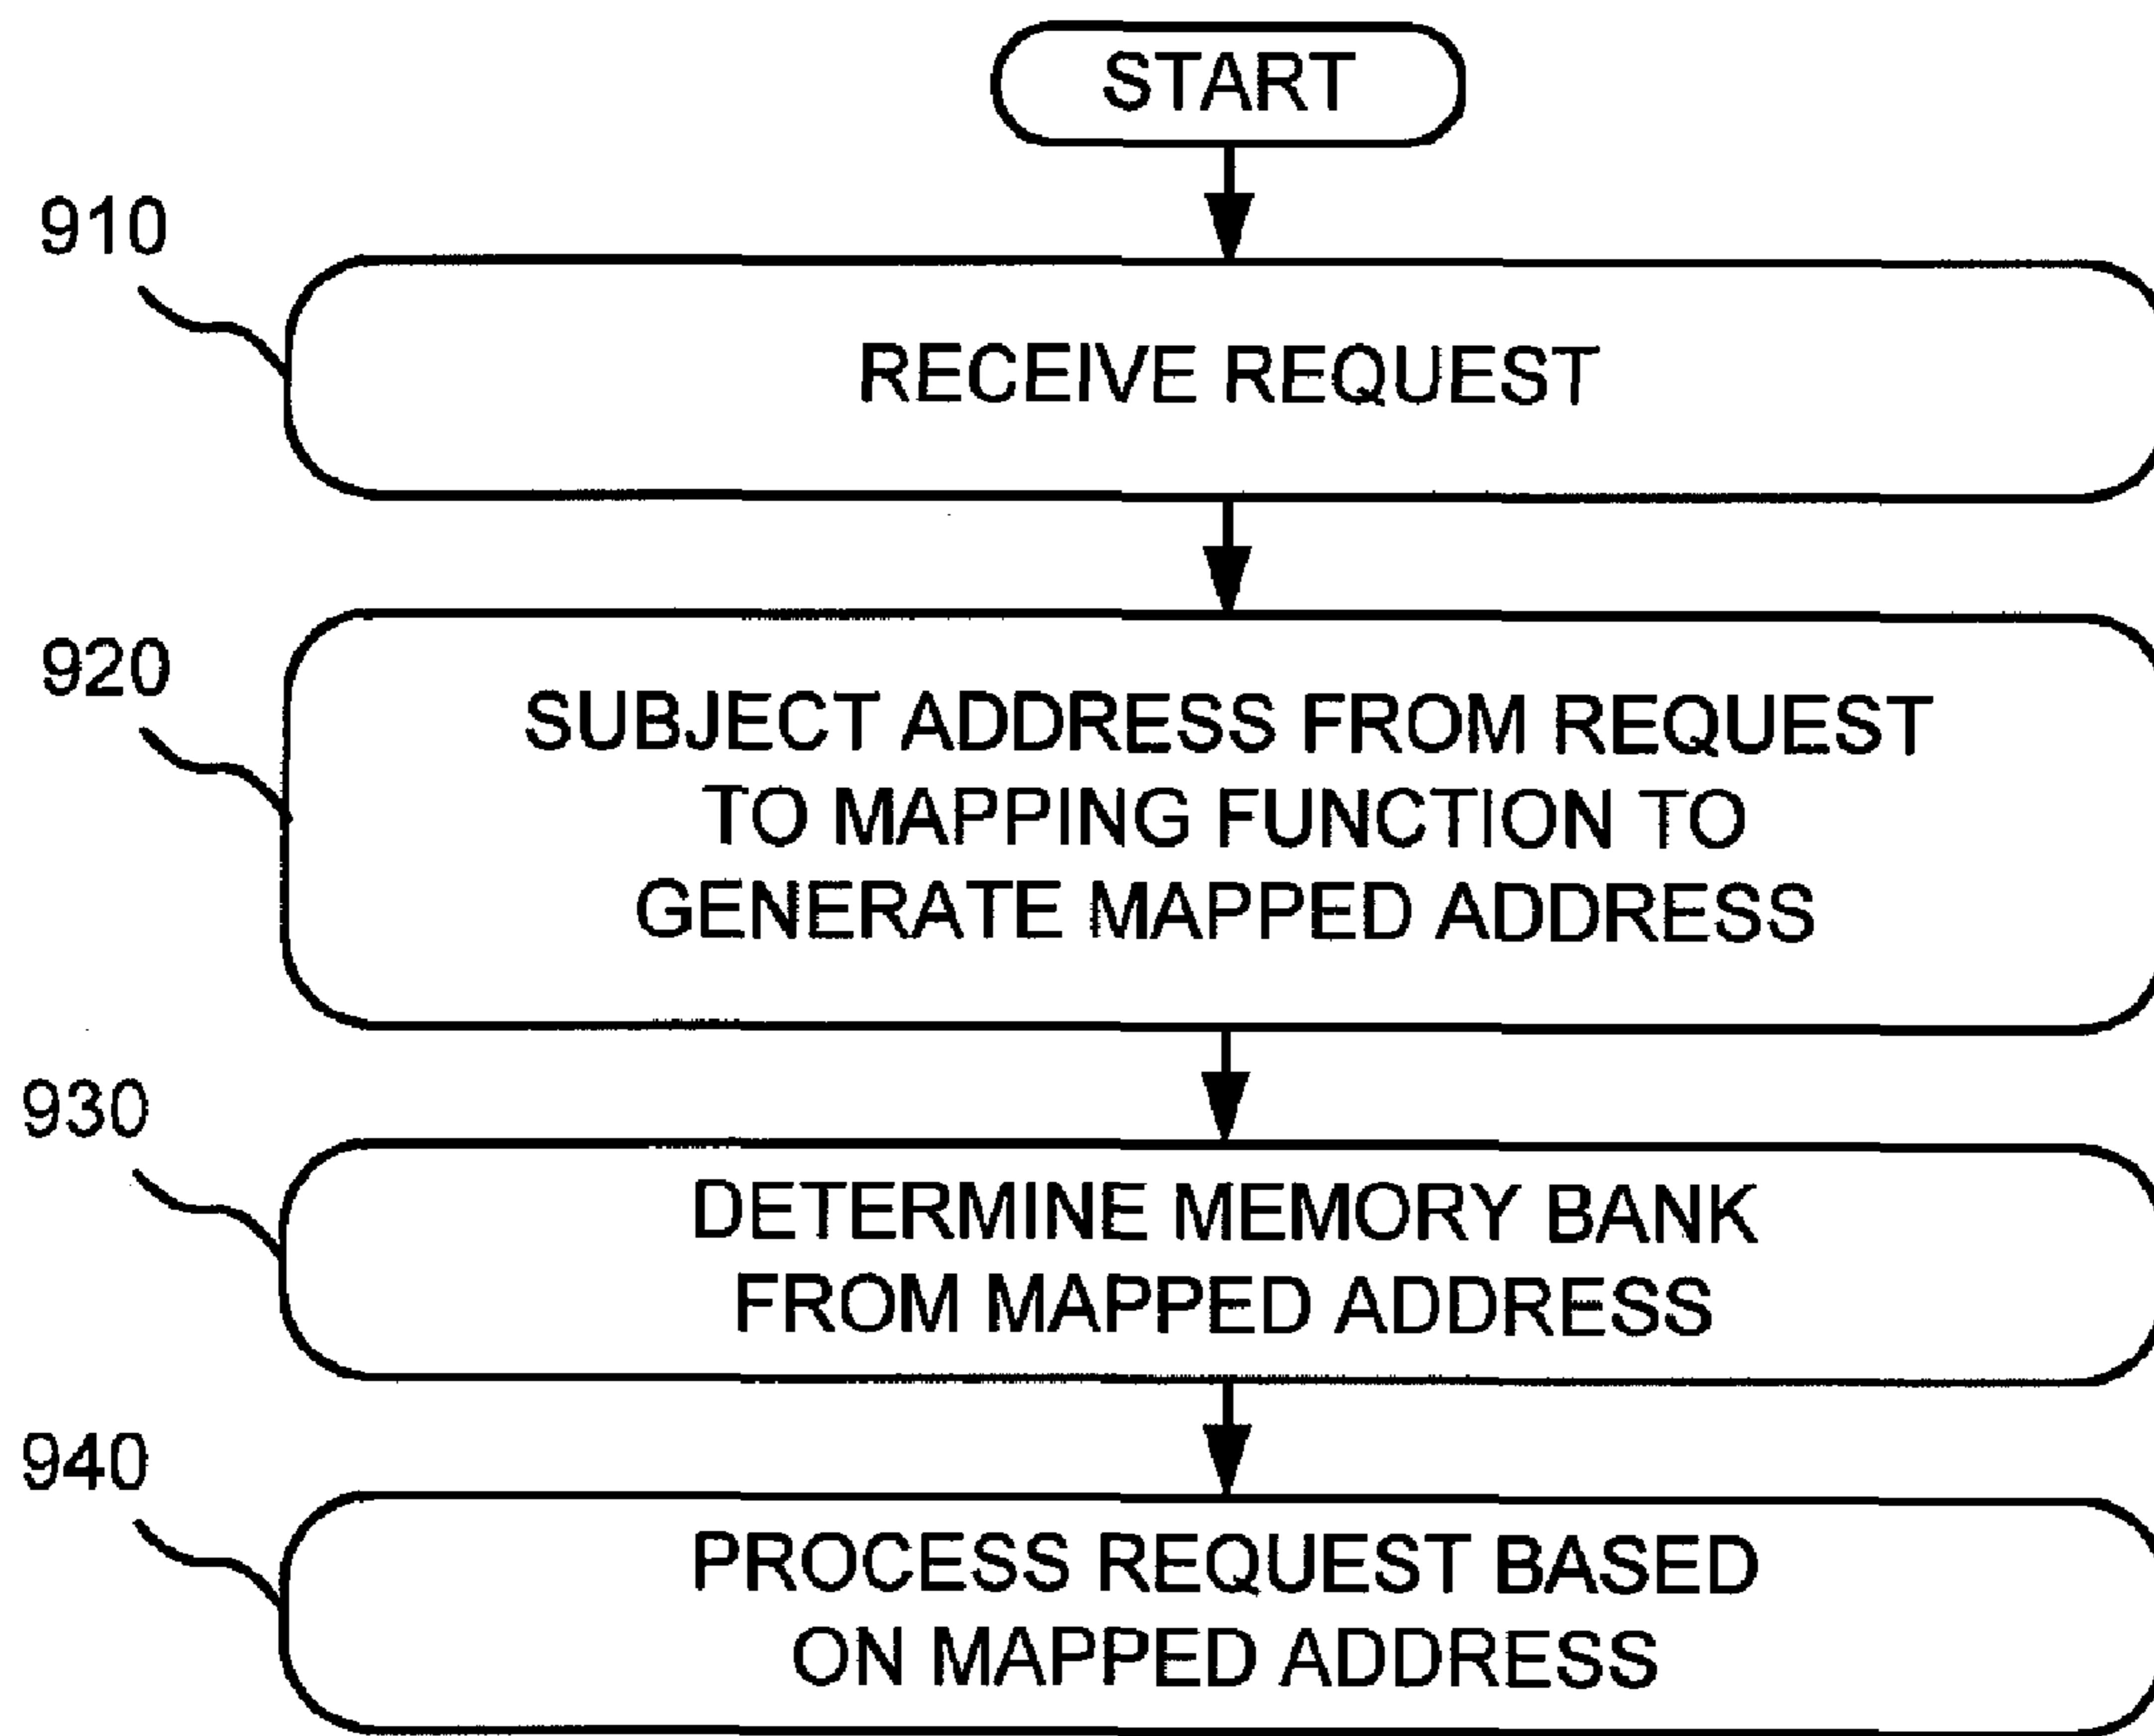 START
910
RECEIVE REQUEST
920
SUBJECT ADDRESS FROM REQUEST
TO MAPPING FUNCTION TO
GENERATE MAPPED ADDRESS
930
DETERMINE MEMORY BANK
FROM MAPPED ADDRESS
940
PROCESS REQUEST BASED
ON MAPPED ADDRESS